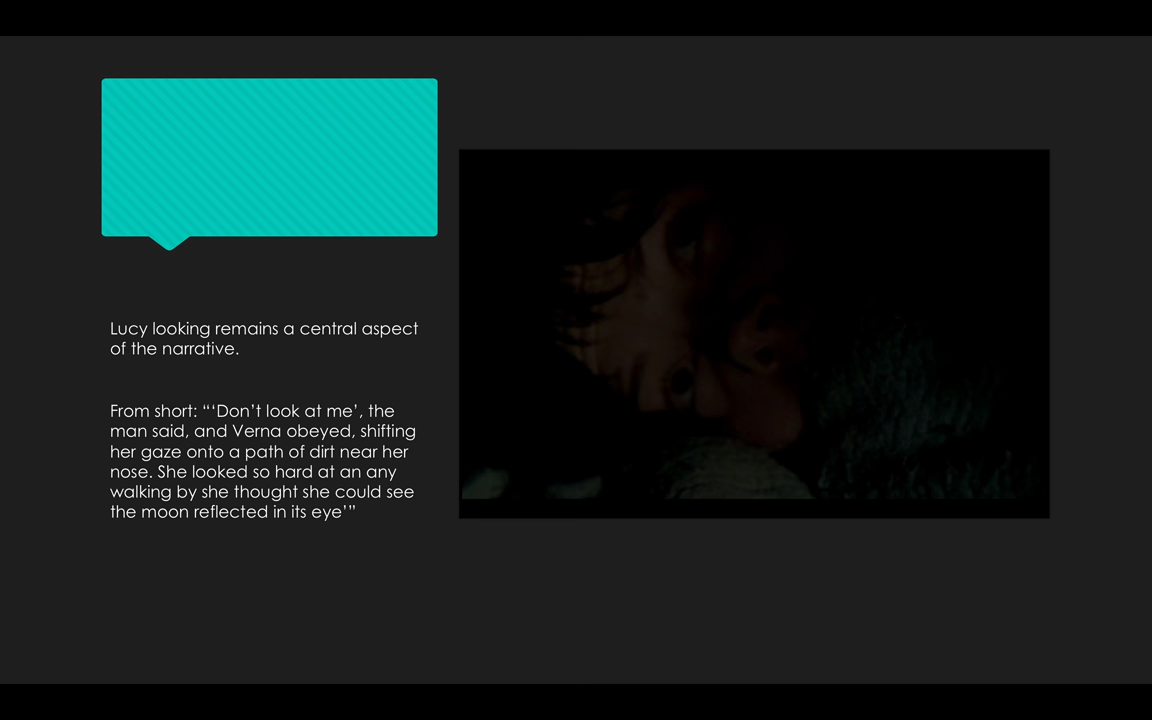 Lucy looking remains a central aspect
of the narrative.
From short: “‘Don’t look at me’, the
man said, and Verna obeyed, shifting
her gaze onto a path of dirt near her
nose. She looked so hard at an any
walking by she thought she could see
the moon reflected in its eye’”